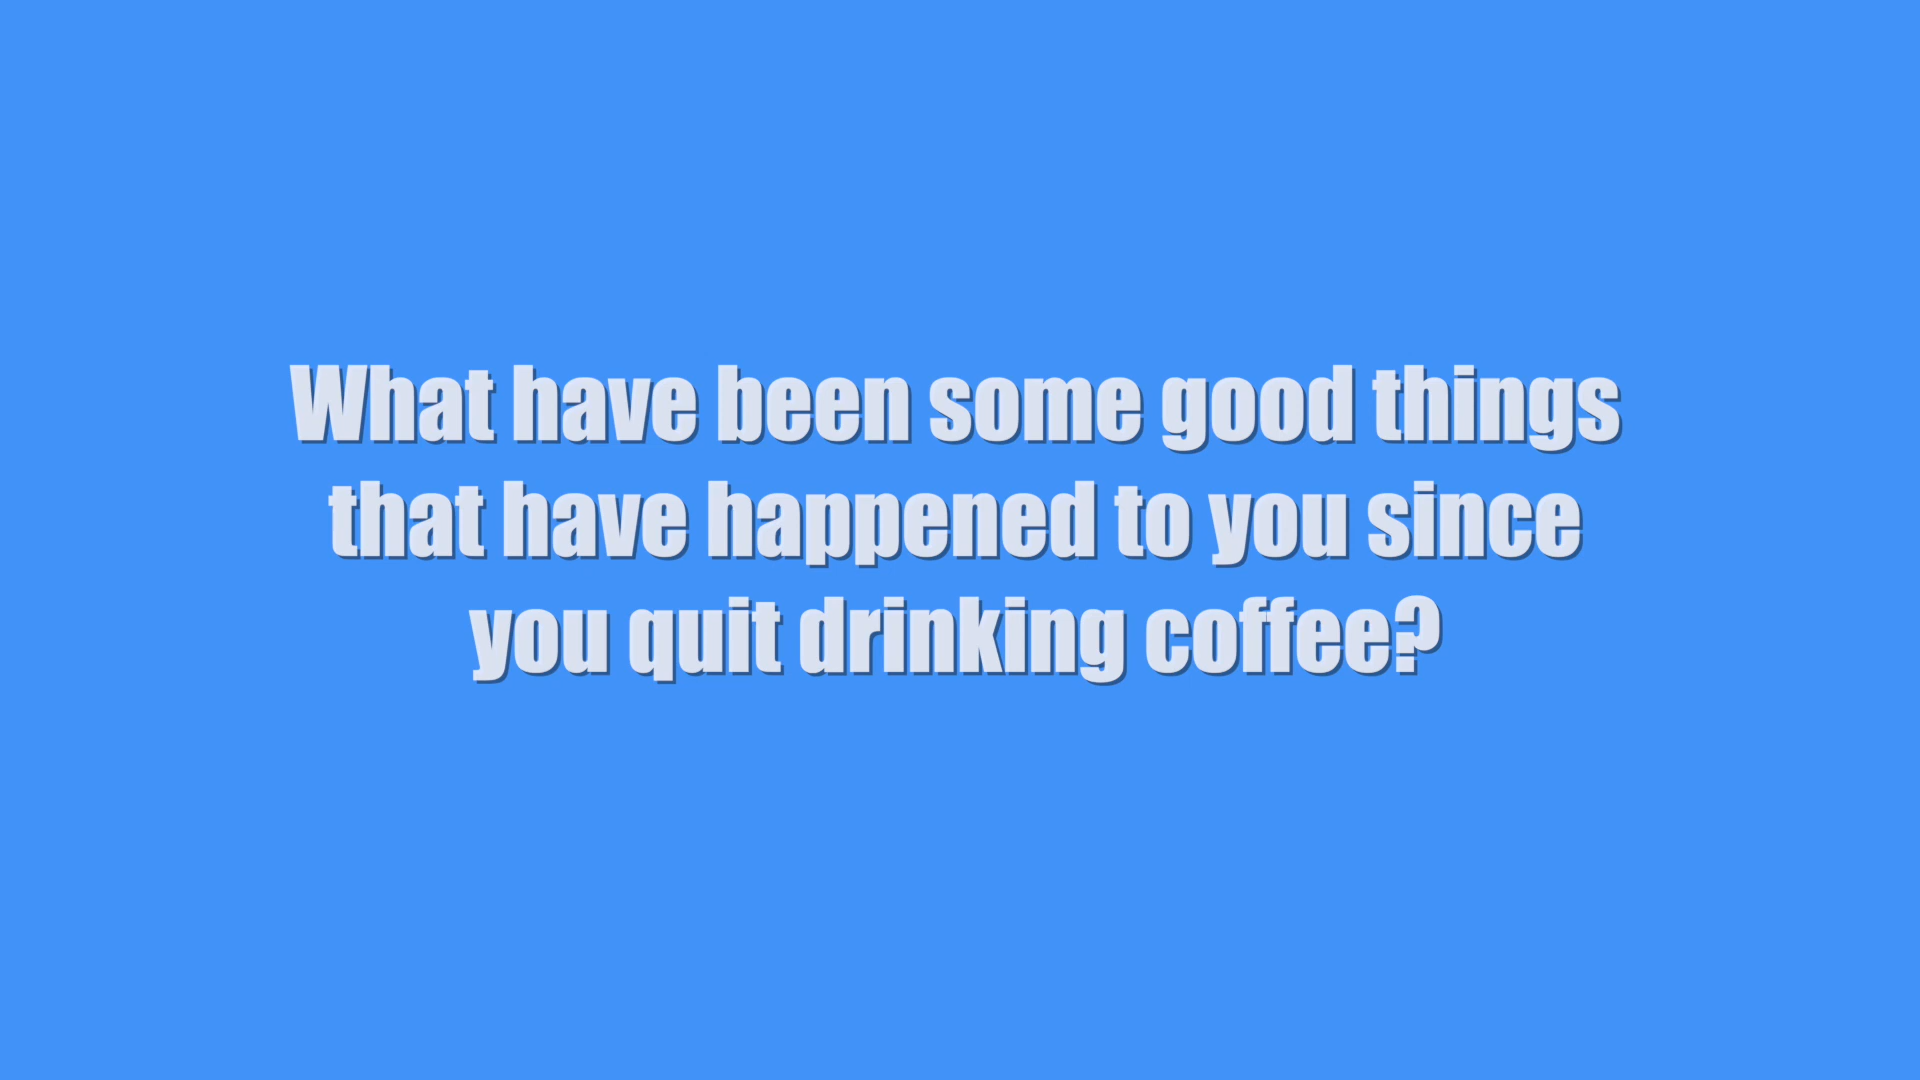 What have been some good things
that have happened to you since
you quit drinking coffee?